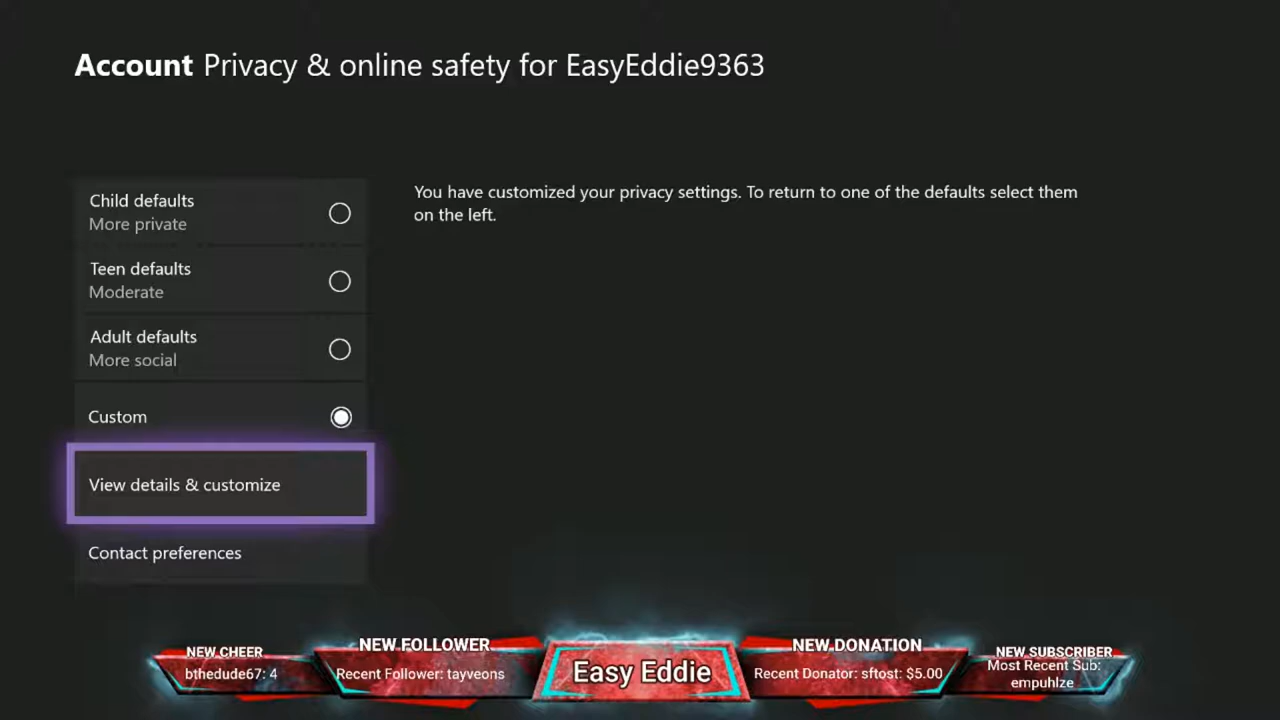 Account Privacy & online safety for EasyEddie9363
Child defaults
More private
Teen defaults
Moderate
Adult defaults
More social
Custom
View details & customize
Contact preferences
You have customized your privacy settings. To return to one of the defaults select them
on the left.
NEW CHEER
bthedude67: 4
NEW FOLLOWER
Recent Follower: tayveons
Easy Eddie
NEW DONATION
Recent Donator: sftost: $5.00
NEW SUBSCRIBER
Most Recent Sub:
empuhlze